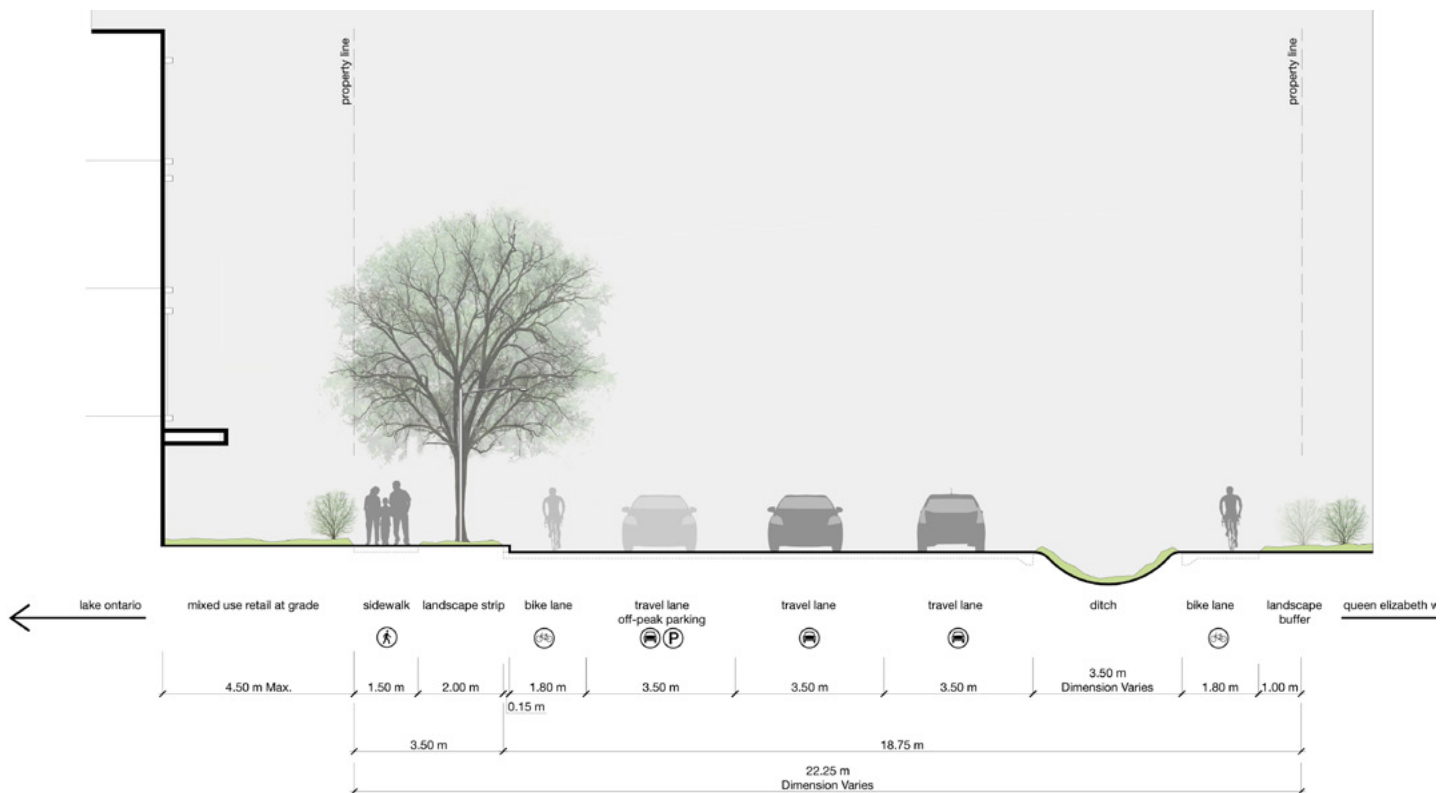 property line
property line
lake ontario
mixed use retail at grade
sidewalk
landscape strip
bike lane
travel lane
off-peak parking
travel lane
travel lane
ditch
bike lane
landscape
buffer
queen elizabeth w
P
4.50 m Max.
1.50 m
2.00 m
1.80 m
3.50 m
3.50 m
3.50 m
3.50 m
Dimension Varies
1.80 m
1.00 m
0.15 m
3.50 m
18.75 m
22.25 m
Dimension Varies